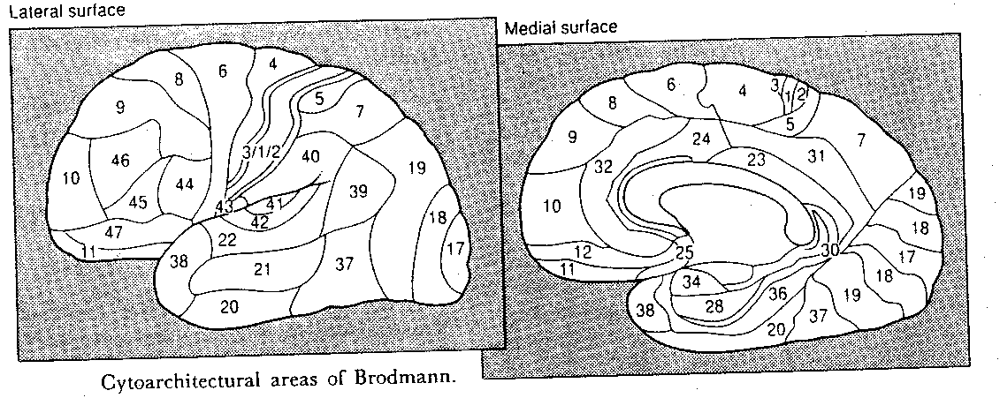 Lateral surface
8 6 4
9 5 7
3/1/2
10 46 45 44 40 19
43 41 42 39
47 18
11 22 38 21 37 17
20
Medial surface
6 4 3 1 2
8 5
9 24 7
32 23 31
10 19
18
12 25 30 17
11 34 18
38 28 36 19
20 37
Cytoarchitectural areas of Brodmann.